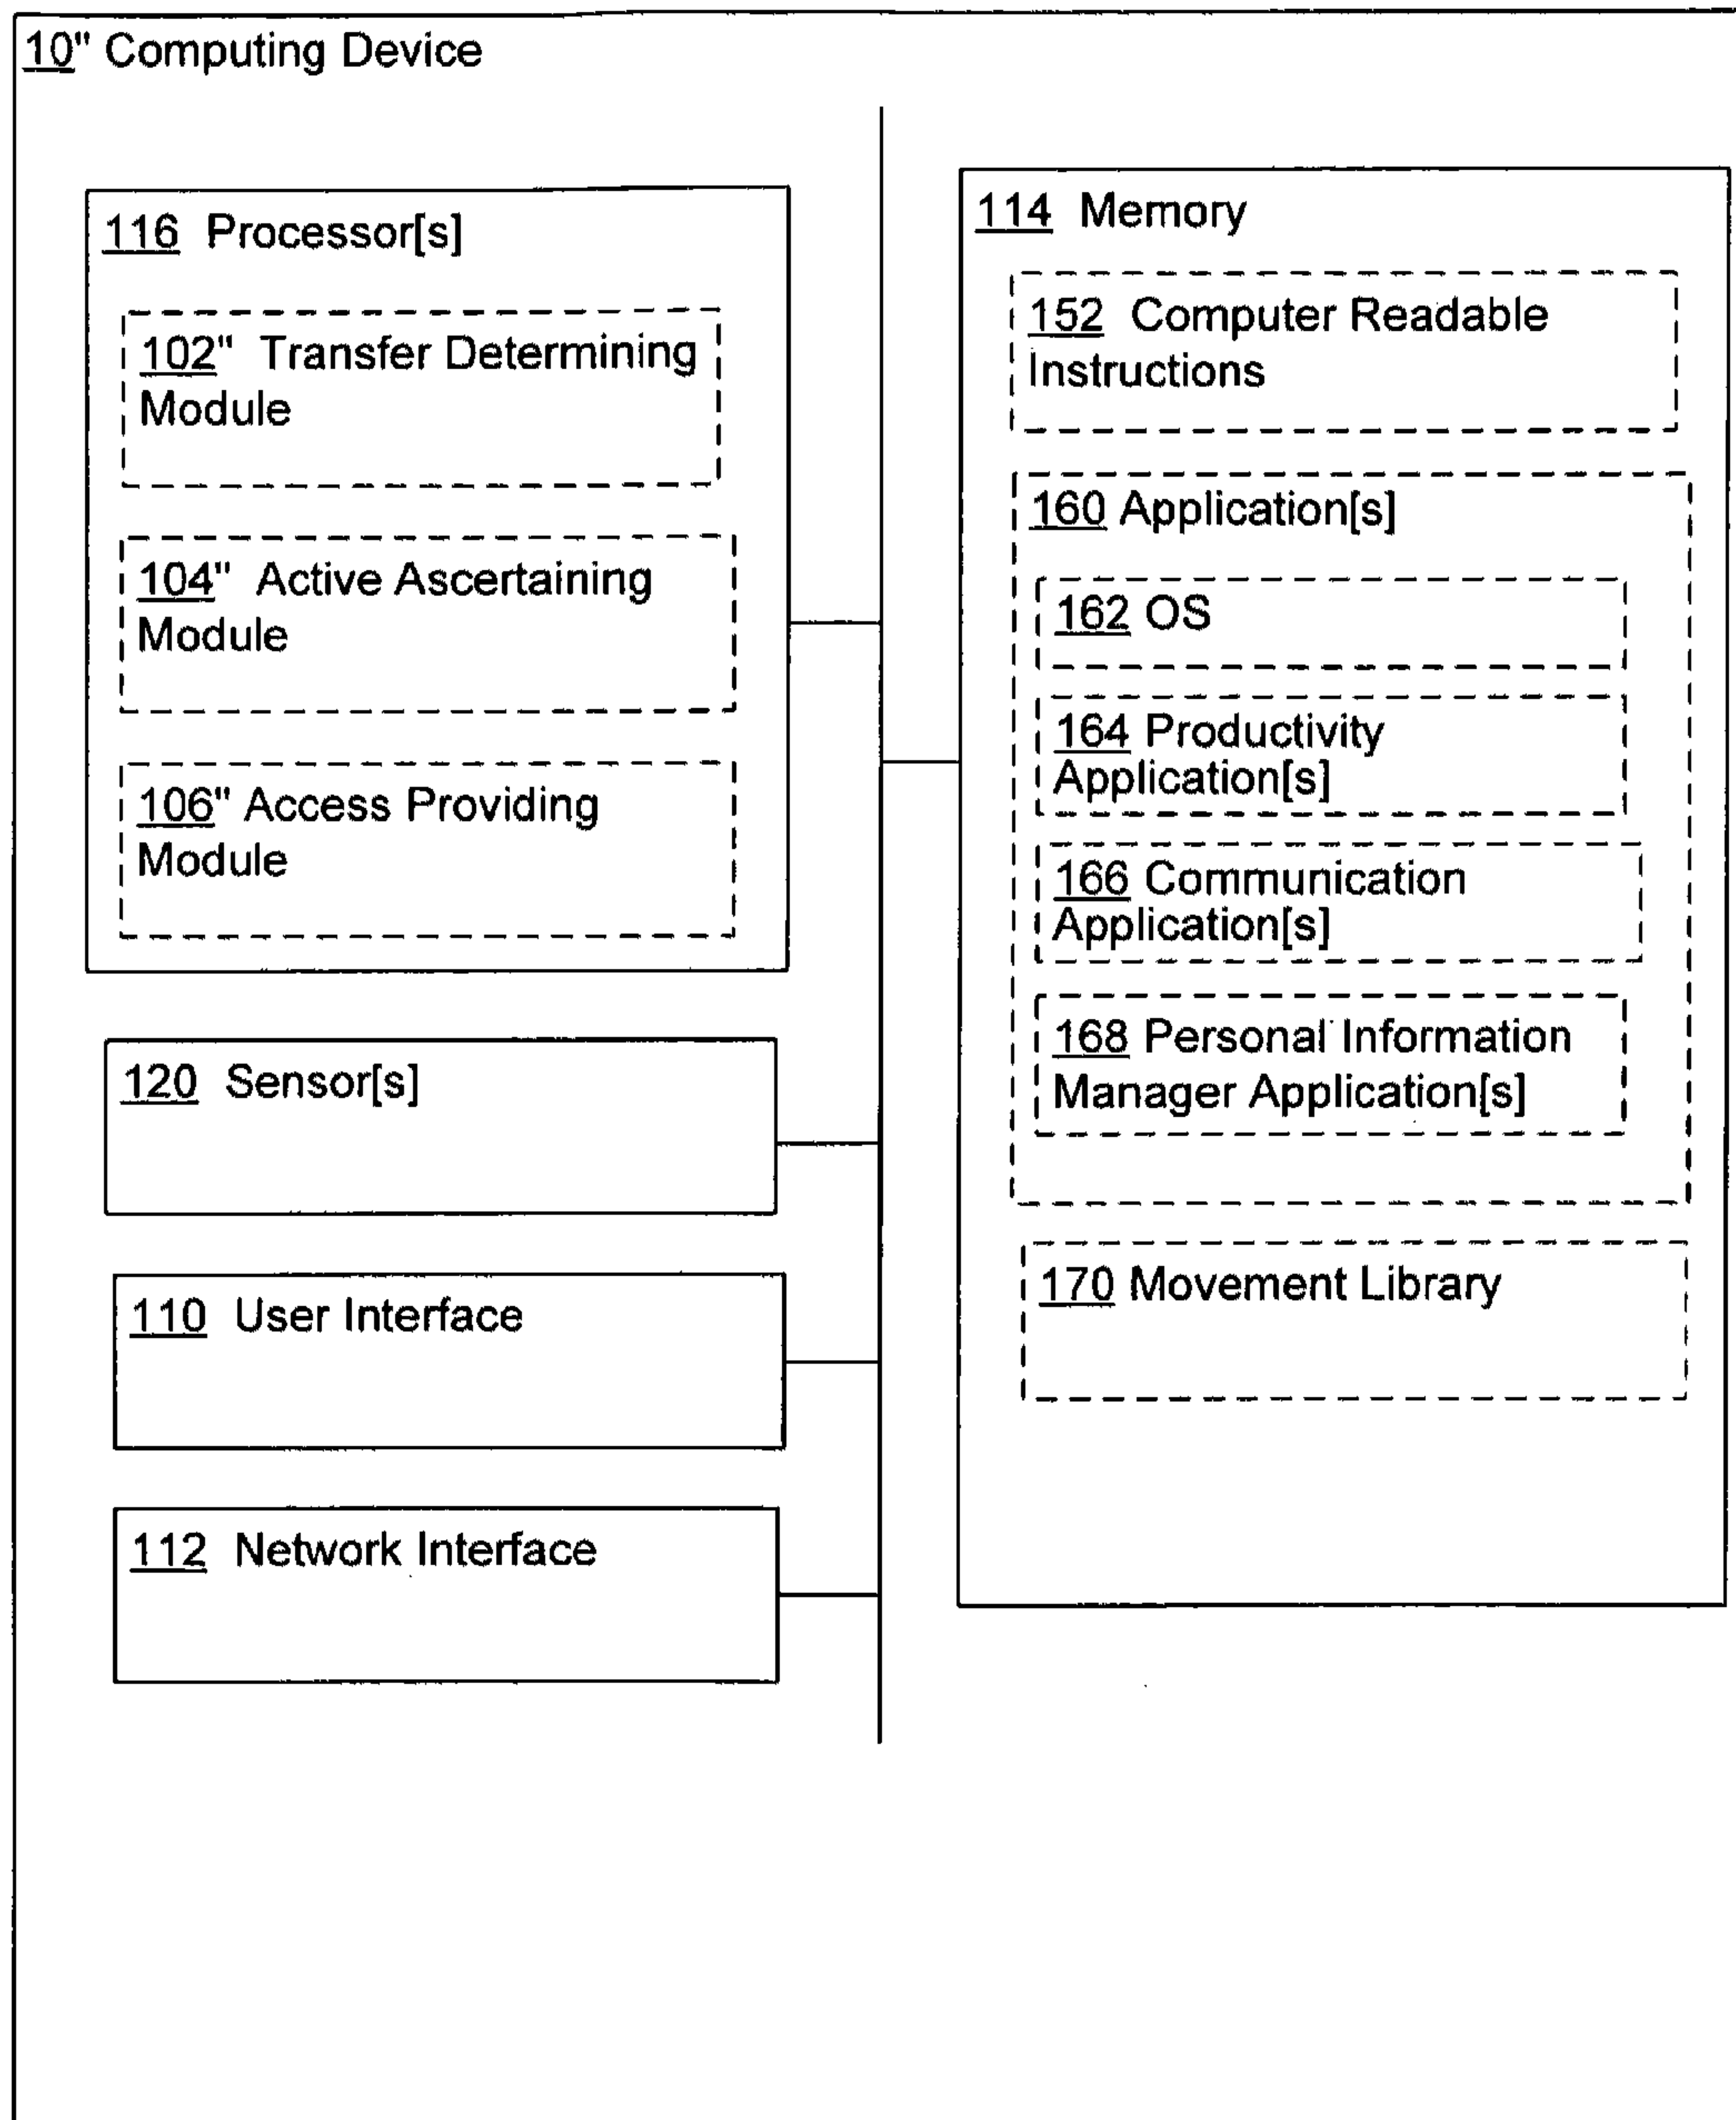 10" Computing Device
116 Processor[s]
102" Transfer Determining
Module
104" Active Ascertaining
Module
106" Access Providing
Module
120 Sensor[s]
110 User Interface
112 Network Interface
114 Memory
152 Computer Readable
Instructions
160 Application[s]
162 OS
164 Productivity
Application[s]
166 Communication
Application[s]
168 Personal Information
Manager Application[s]
170 Movement Library